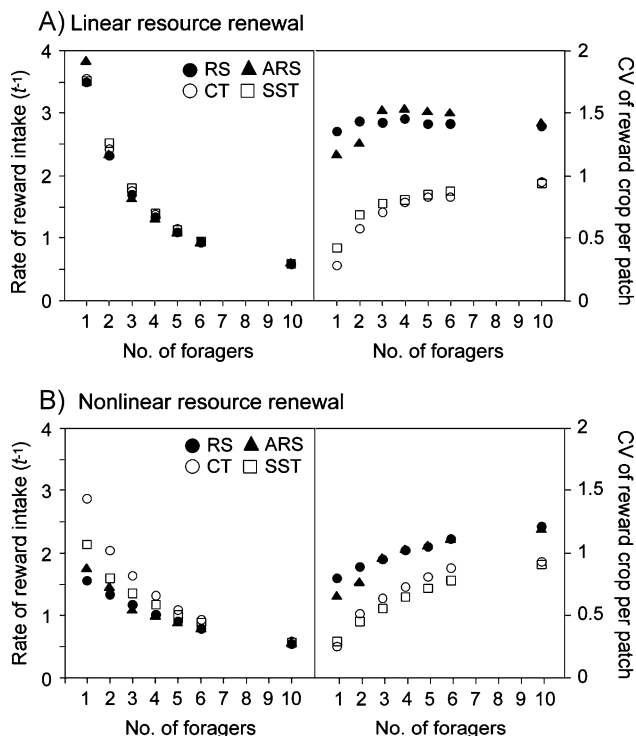 A) Linear resource renewal
Rate of reward intake (t⁻¹)
4
3
2
1
0
RS ARS
CT SST
1 2 3 4 5 6 7 8 9 10
No. of foragers
2
1.5
1
0.5
0
CV of reward crop per patch
1 2 3 4 5 6 7 8 9 10
No. of foragers
B) Nonlinear resource renewal
Rate of reward intake (t⁻¹)
4
3
2
1
0
RS ARS
CT SST
1 2 3 4 5 6 7 8 9 10
No. of foragers
2
1.5
1
0.5
0
CV of reward crop per patch
1 2 3 4 5 6 7 8 9 10
No. of foragers